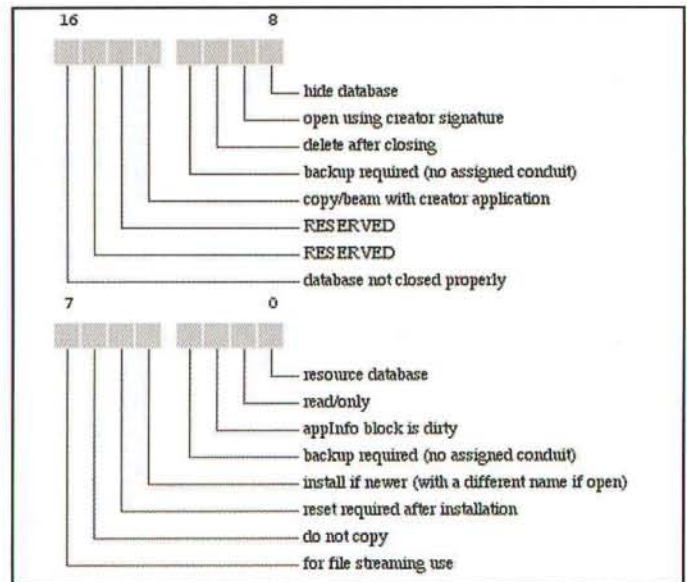 16 8
hide database
open using creator signature
delete after closing
backup required (no assigned conduit)
copy/beam with creator application
RESERVED
RESERVED
database not closed properly
7 0
resource database
read/only
appInfo block is dirty
backup required (no assigned conduit)
install if newer (with a different name if open)
reset required after installation
do not copy
for file streaming use